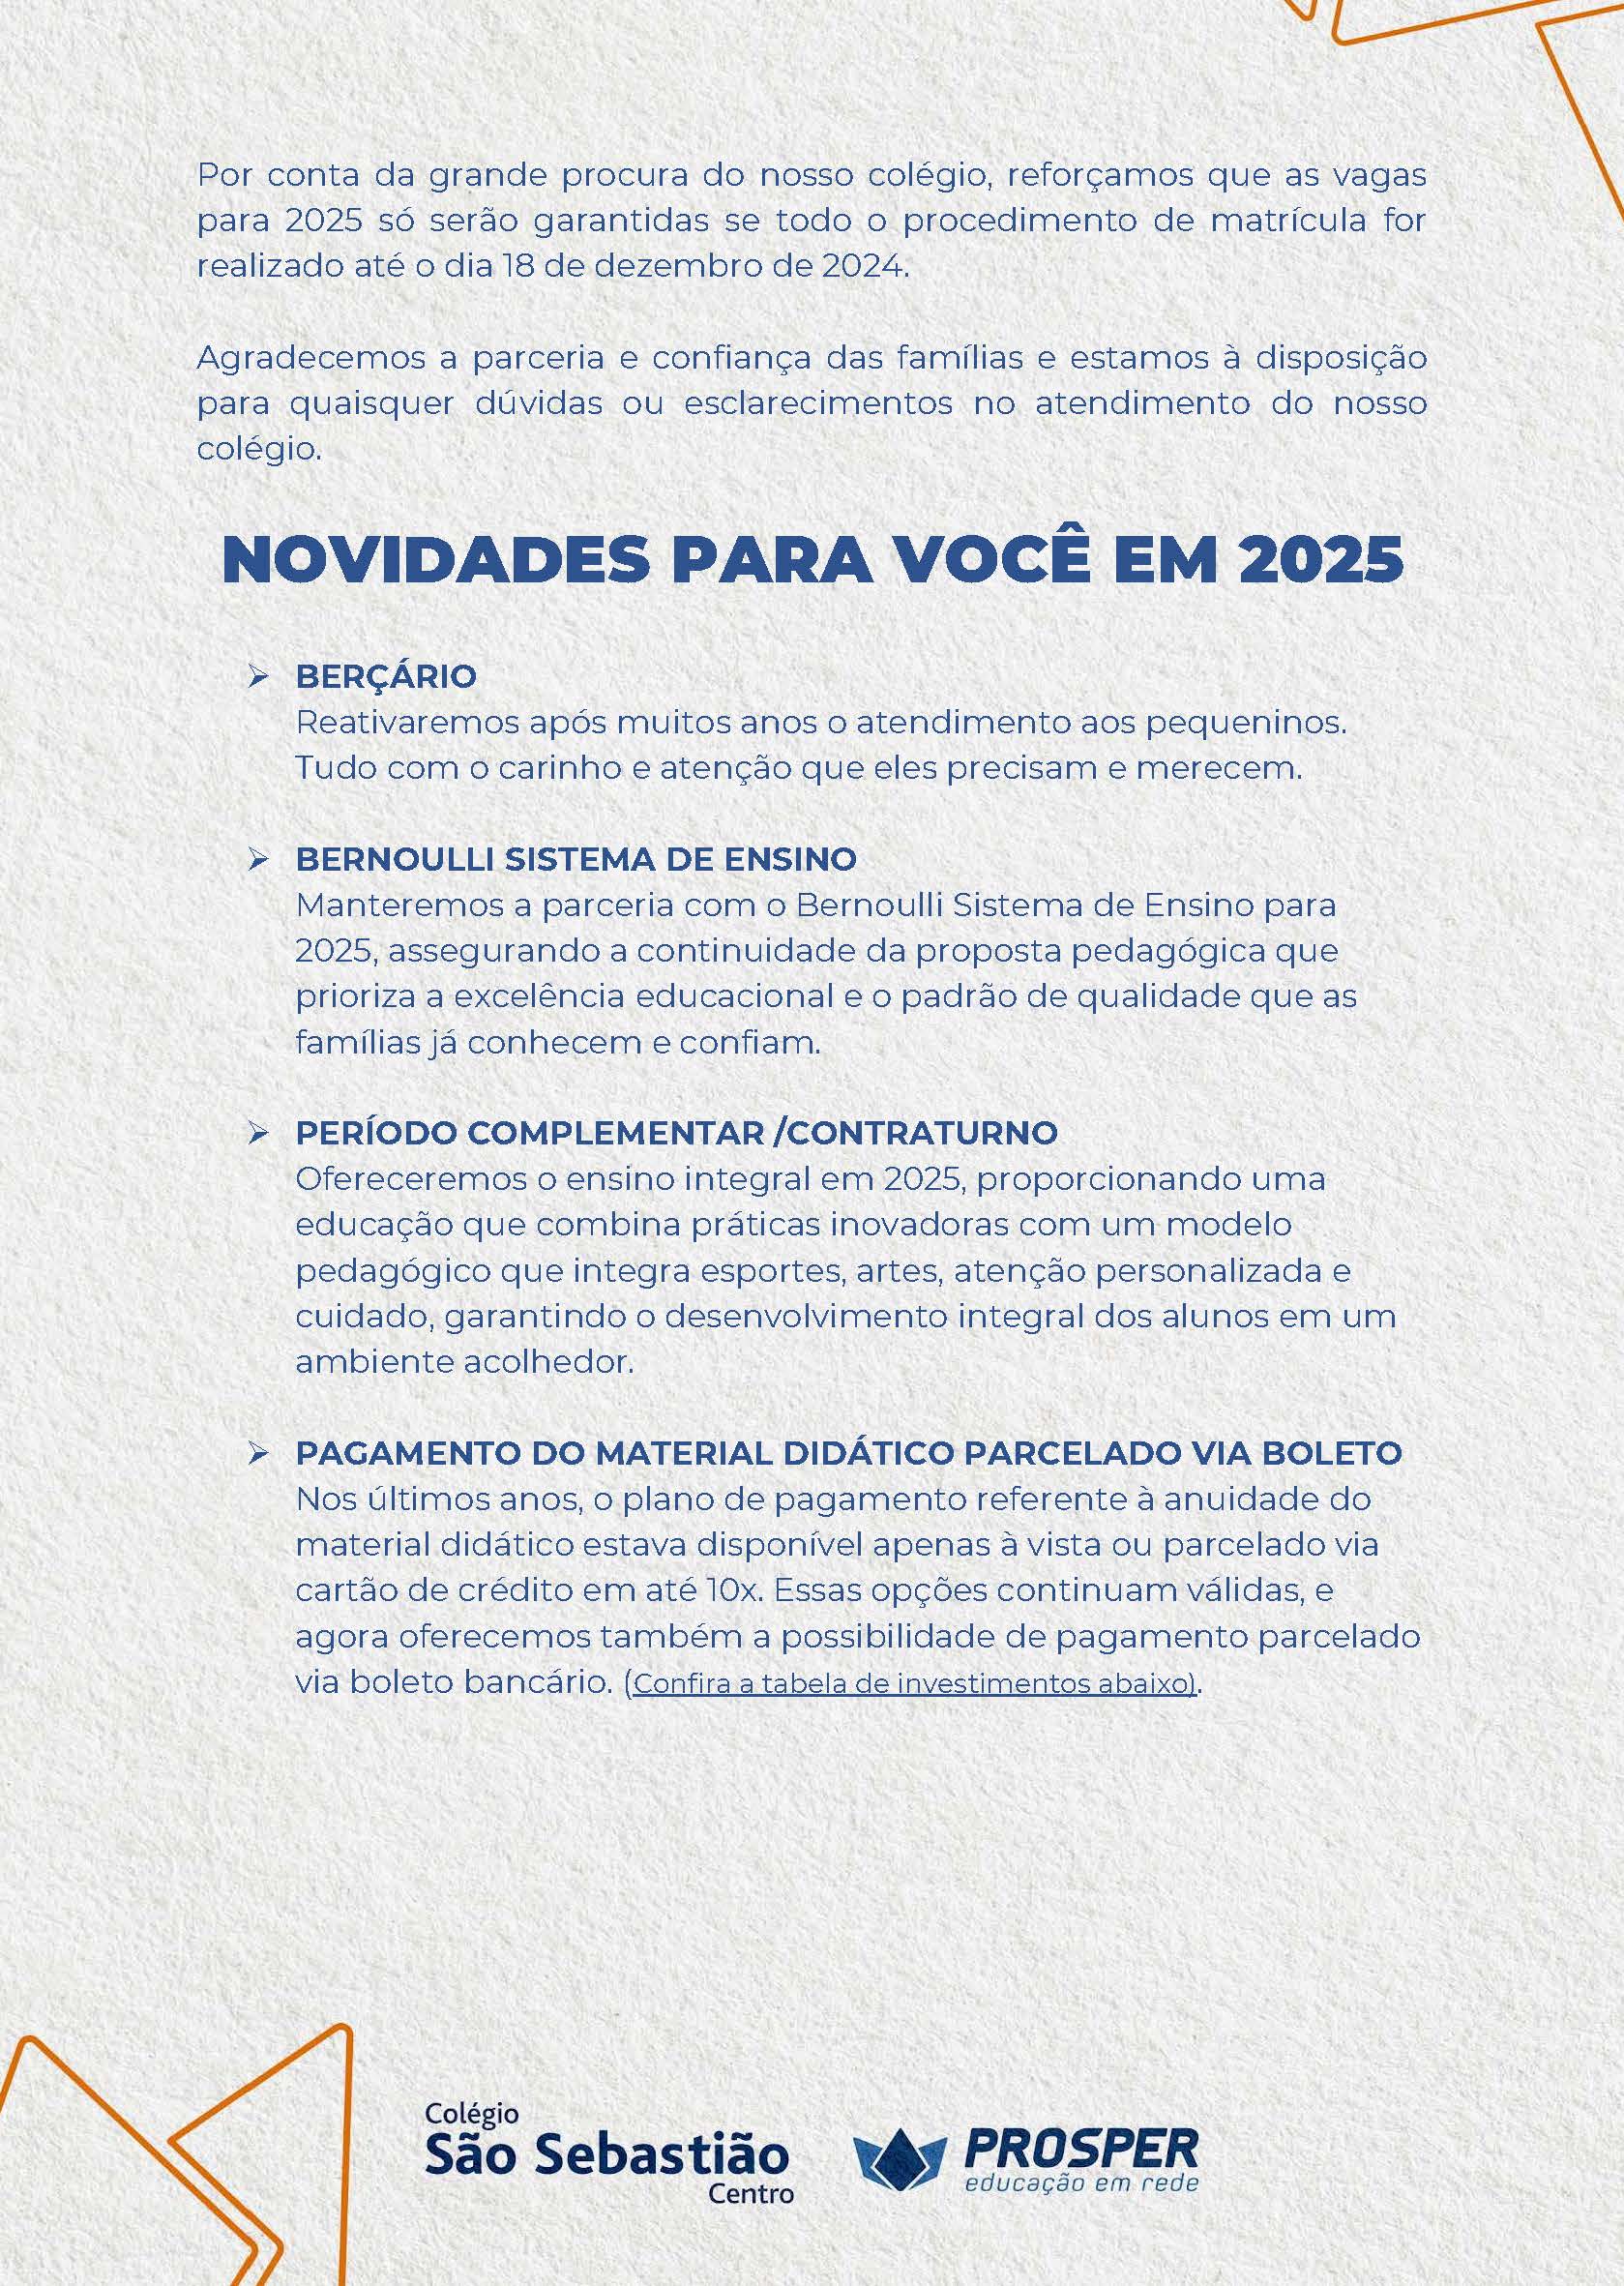 Por conta da grande procura do nosso colégio, reforçamos que as vagas
para 2025 só serão garantidas se todo o procedimento de matrícula for
realizado até o dia 18 de dezembro de 2024.
Agradecemos a parceria e confiança das famílias e estamos à disposição
para quaisquer dúvidas ou esclarecimentos no atendimento do nosso
colégio.
NOVIDADES PARA VOCÊ EM 2025
➢ BERÇÁRIO
Reativaremos após muitos anos o atendimento aos pequeninos.
Tudo com o carinho e atenção que eles precisam e merecem.
➢ BERNOULLI SISTEMA DE ENSINO
Manteremos a parceria com o Bernoulli Sistema de Ensino para
2025, assegurando a continuidade da proposta pedagógica que
prioriza a excelência educacional e o padrão de qualidade que as
famílias já conhecem e confiam.
➢ PERÍODO COMPLEMENTAR /CONTRATURNO
Ofereceremos o ensino integral em 2025, proporcionando uma
educação que combina práticas inovadoras com um modelo
pedagógico que integra esportes, artes, atenção personalizada e
cuidado, garantindo o desenvolvimento integral dos alunos em um
ambiente acolhedor.
➢ PAGAMENTO DO MATERIAL DIDÁTICO PARCELADO VIA BOLETO
Nos últimos anos, o plano de pagamento referente à anuidade do
material didático estava disponível apenas à vista ou parcelado via
cartão de crédito em até 10x. Essas opções continuam válidas, e
agora oferecemos também a possibilidade de pagamento parcelado
via boleto bancário. (Confira a tabela de investimentos abaixo).
Colégio
São Sebastião
Centro
PROSPER
educação em rede